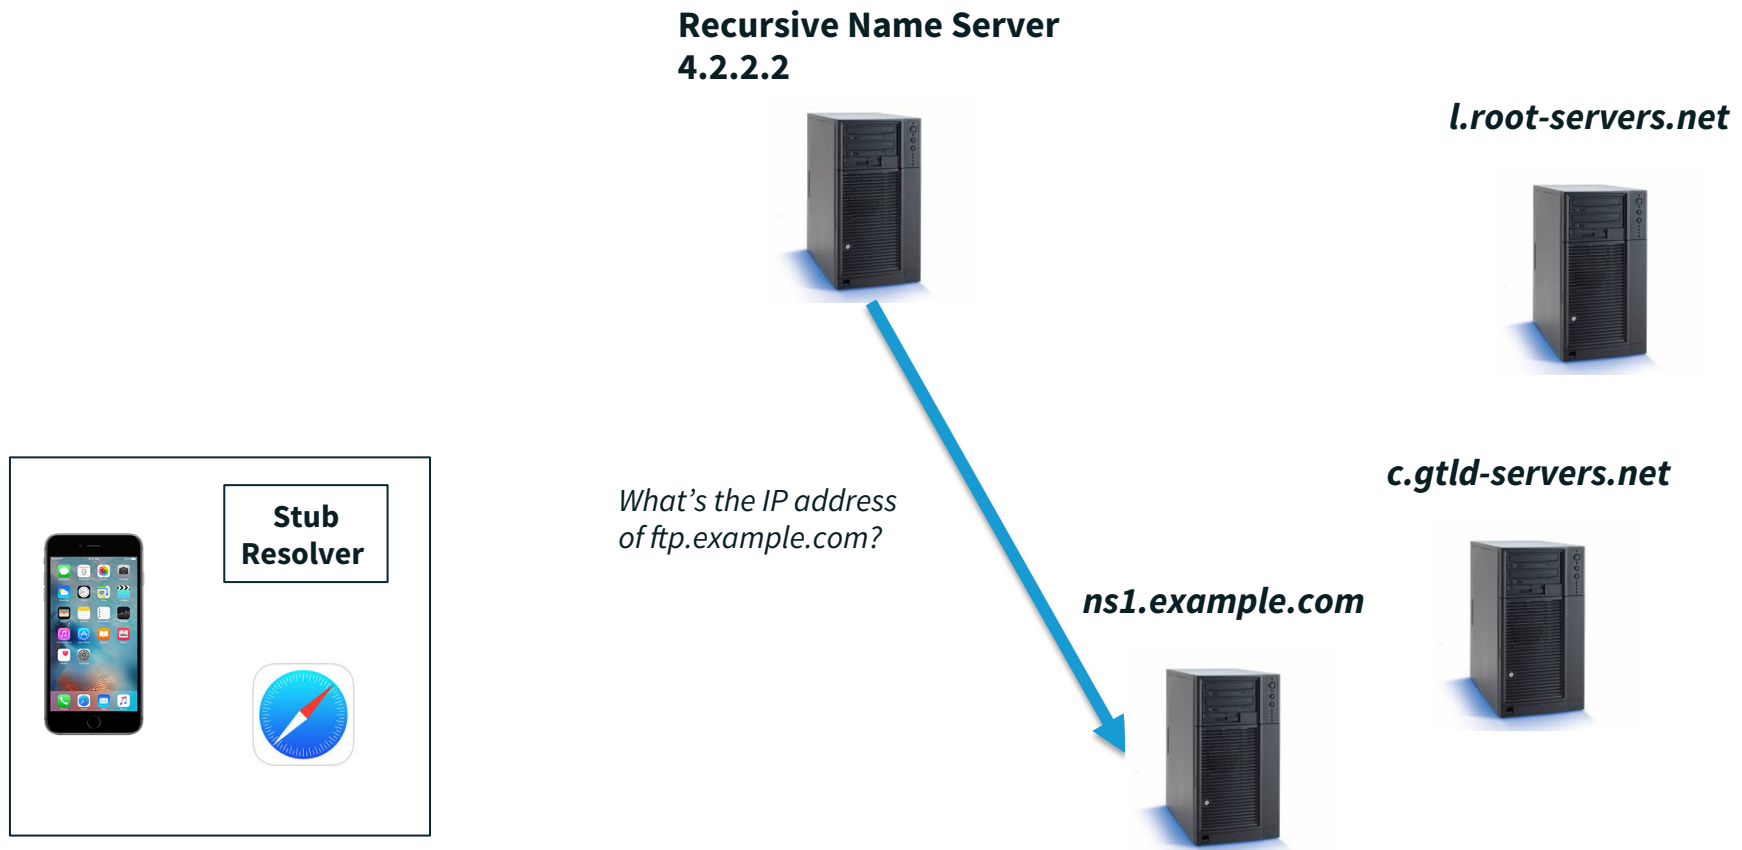 Recursive Name Server
4.2.2.2
l.root-servers.net
c.gtld-servers.net
Stub
Resolver
What’s the IP address
of ftp.example.com?
ns1.example.com